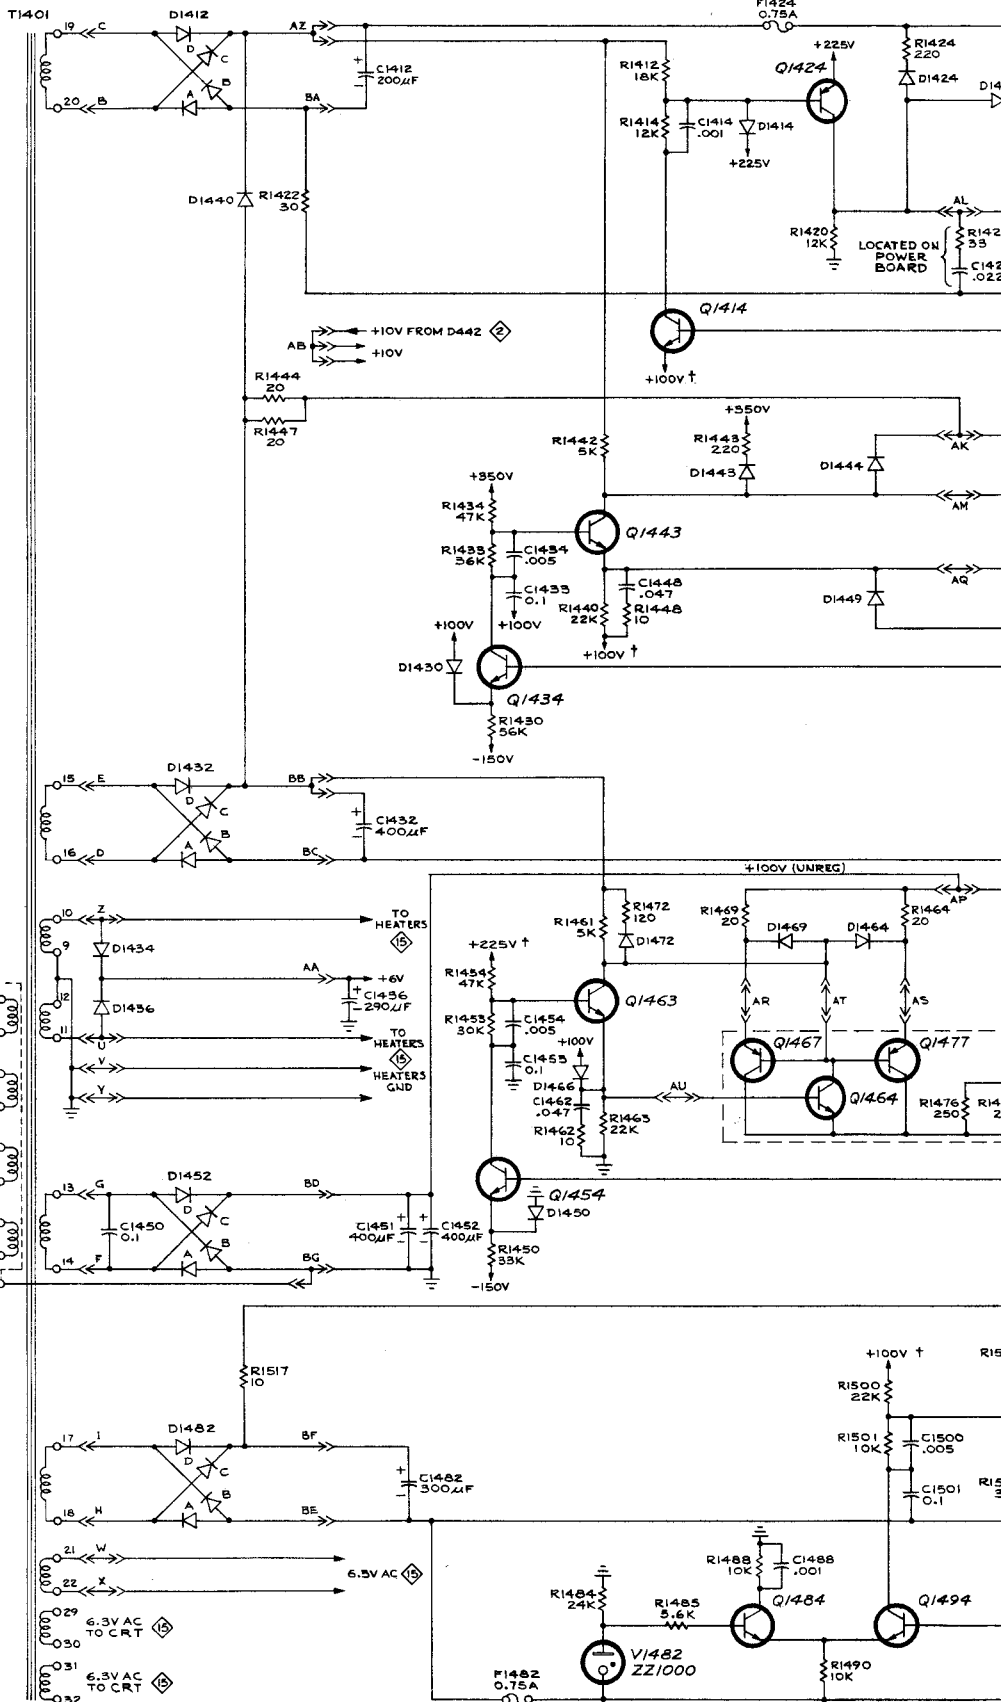 T1401
19
C
D1412
D
C
B
A
20
B
AZ
BA
+
C1412
200µF
-
F1424
0.75A
R1412
18K
R1414
12K
C1414
.001
D1414
+225V
Q1424
+225V
R1424
220
D1424
D14
D1440
R1422
30
R1420
12K
AL
LOCATED ON
POWER
BOARD
R142
33
C142
.022
Q1414
+100V †
AB
+10V FROM D442 2
+10V
R1444
20
R1447
20
R1442
5K
+350V
R1443
220
D1443
D1444
AK
AM
+350V
R1434
47K
R1433
36K
C1434
.005
C1433
0.1
+100V
Q1443
C1448
.047
R1440
22K
R1448
10
+100V †
D1449
AQ
+100V
D1430
Q1434
R1430
56K
-150V
15
E
D1432
D
C
B
A
16
D
BB
BC
+
C1432
400µF
-
+100V (UNREG)
AP
10
Z
9
D1434
TO
HEATERS
15
AA
+6V
12
D1436
+
C1436
290µF
-
11
U
TO
HEATERS
15
V
HEATERS
GND
Y
R1461
5K
R1472
120
D1472
+225V †
R1454
47K
R1453
30K
C1454
.005
C1453
0.1
Q1463
+100V
D1466
C1462
.047
R1462
10
R1463
22K
AU
R1469
20
D1469
D1464
R1464
20
AR
AT
AS
Q1467
Q1477
Q1464
R1476
250
R14
2
13
G
D1452
D
C
B
A
C1450
0.1
14
F
BD
BG
+
C1451
400µF
-
+
C1452
400µF
-
Q1454
D1450
R1450
33K
-150V
R1517
10
+100V †
R1500
22K
R1501
10K
C1500
.005
C1501
0.1
R15
R15
3
17
I
D1482
D
C
B
A
18
H
BF
BE
+
C1482
300µF
-
21
W
22
X
6.3V AC 15
29
6.3V AC
TO CRT 15
30
31
6.3V AC
TO CRT 15
32
R1484
24K
R1485
5.6K
R1488
10K
C1488
.001
Q1484
Q1494
V1482
ZZ1000
R1490
10K
F1482
0.75A